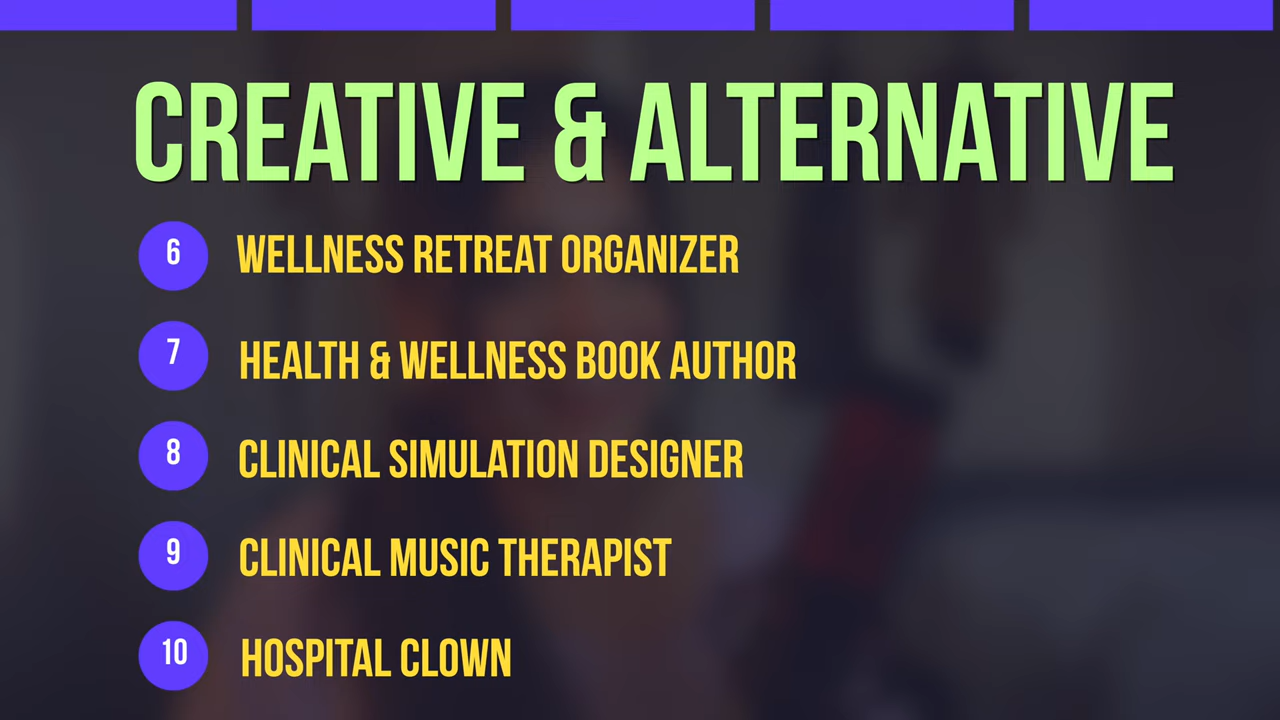 CREATIVE & ALTERNATIVE
6 WELLNESS RETREAT ORGANIZER
7 HEALTH & WELLNESS BOOK AUTHOR
8 CLINICAL SIMULATION DESIGNER
9 CLINICAL MUSIC THERAPIST
10 HOSPITAL CLOWN